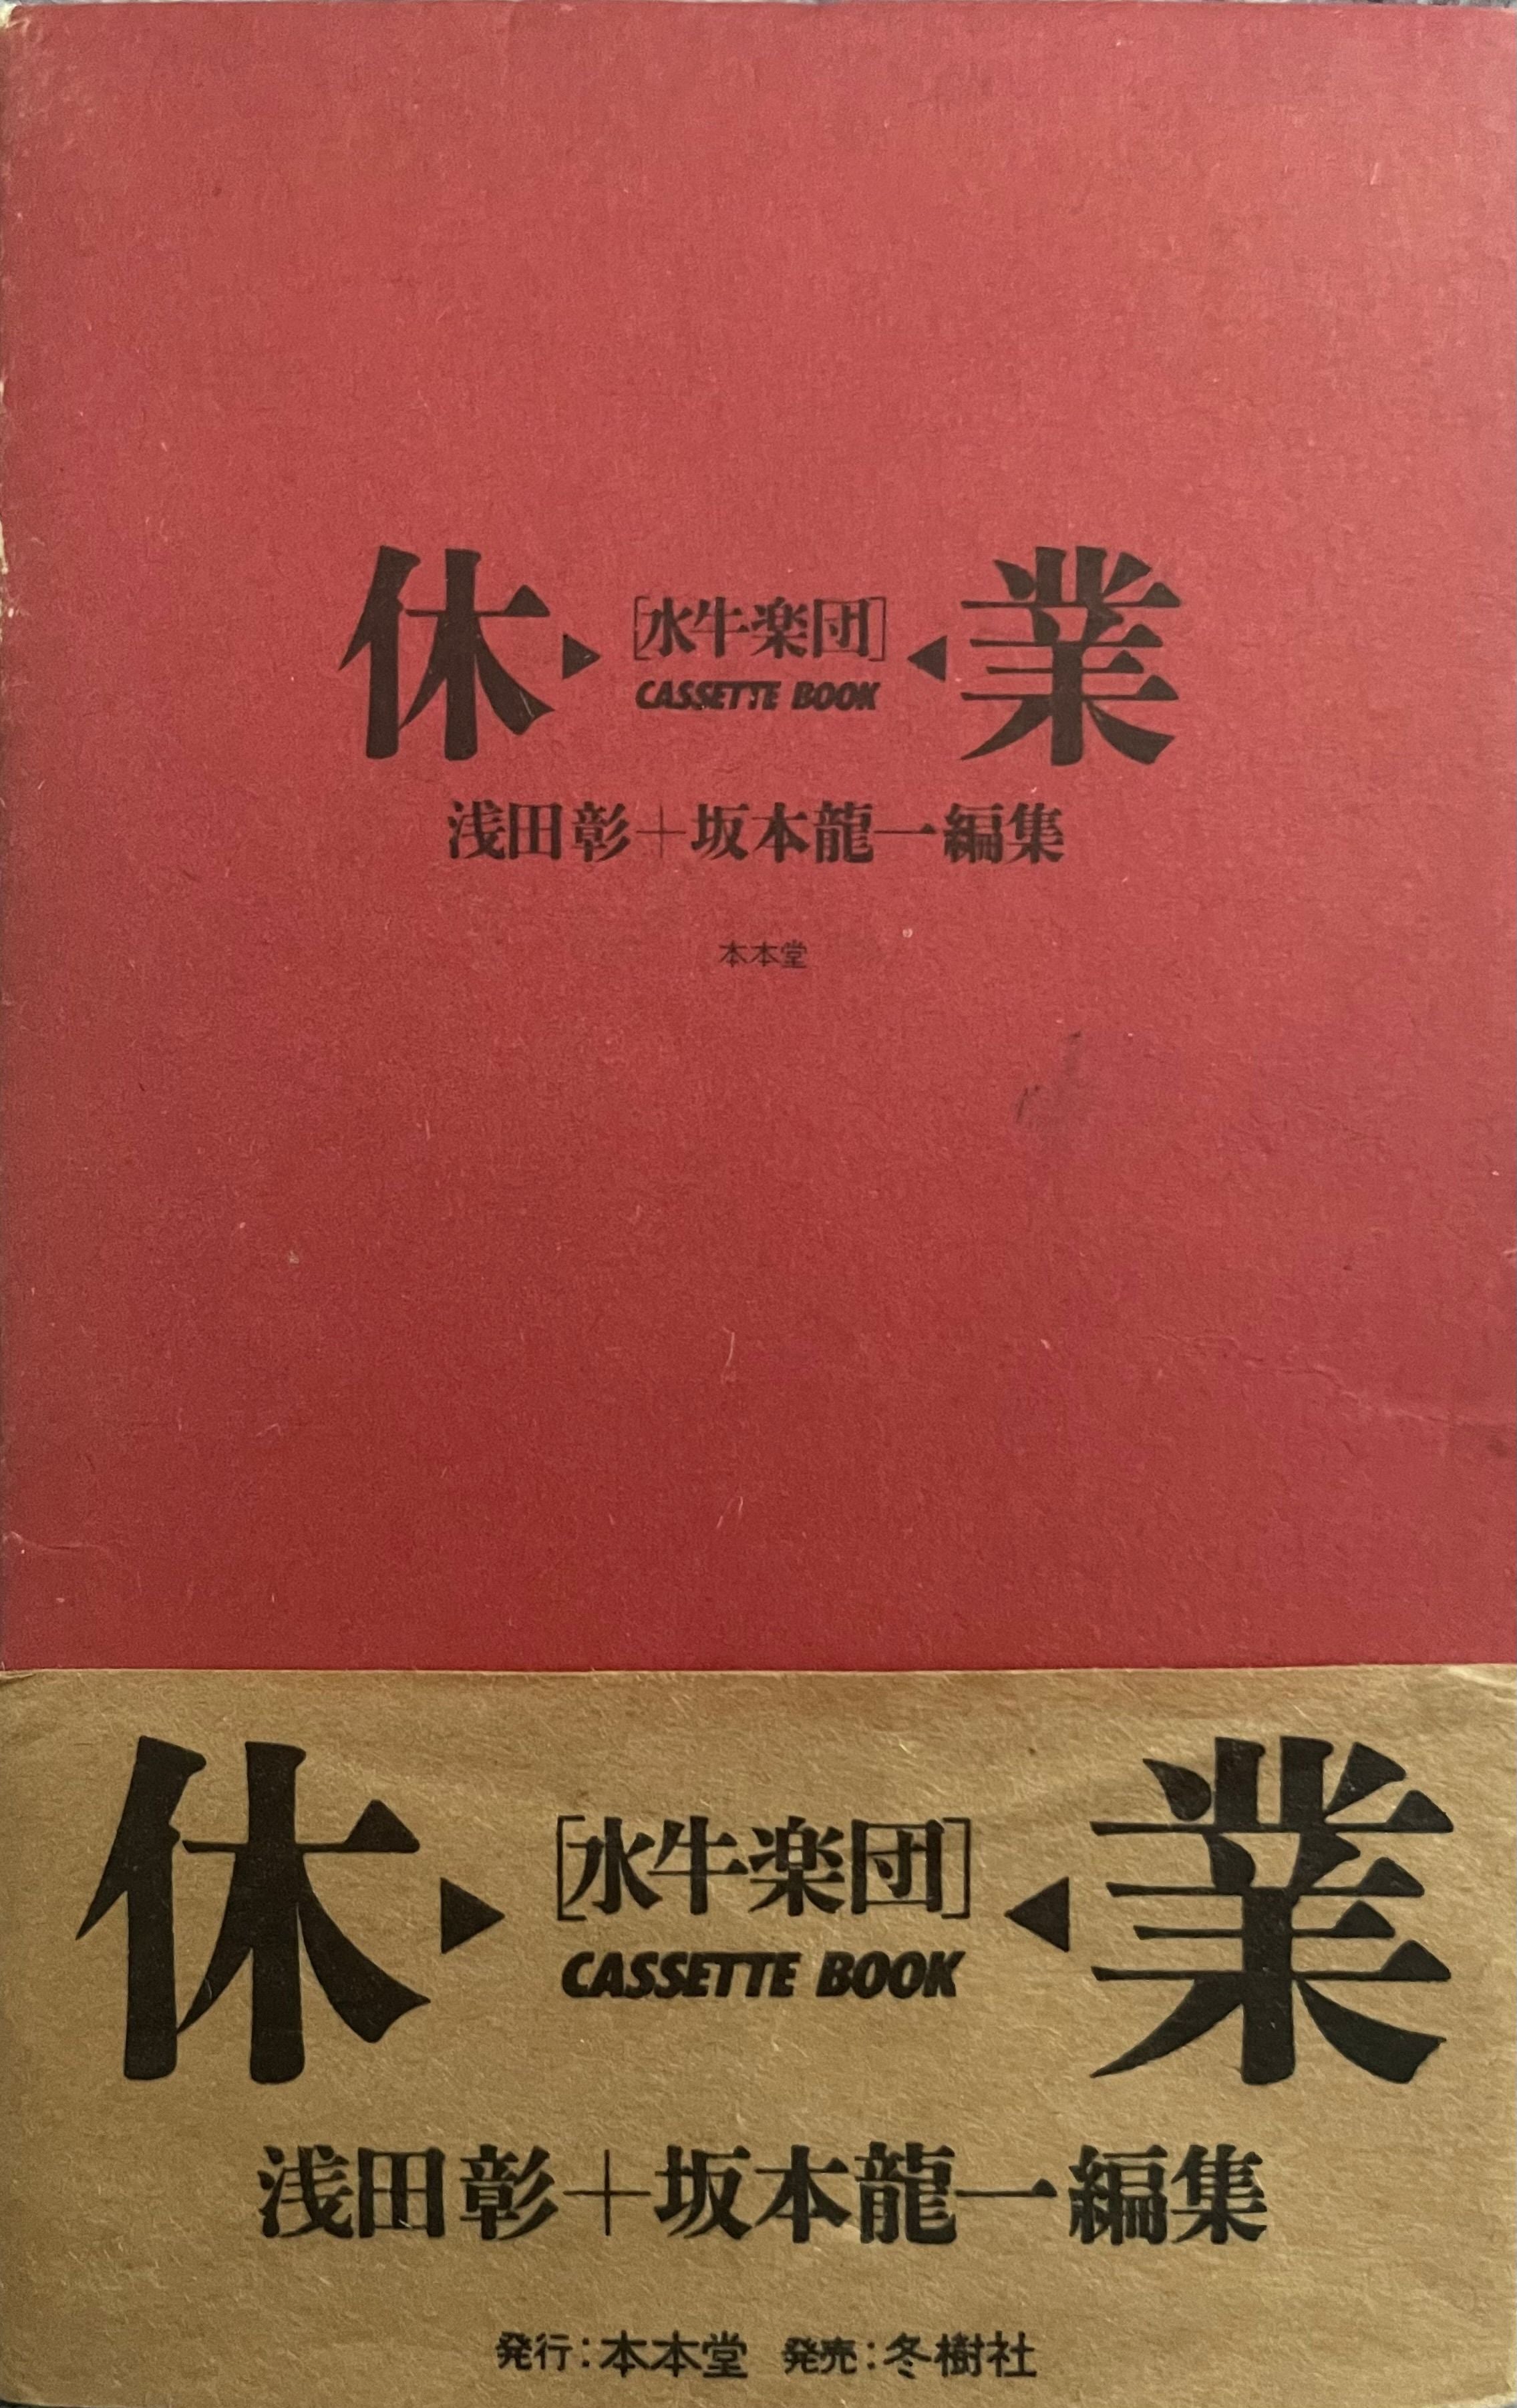 休▶[水牛楽団]◀業
CASSETTE BOOK
浅田彰+坂本龍一編集
本本堂
休▶[水牛楽団]◀業
CASSETTE BOOK
浅田彰+坂本龍一編集
発行:本本堂 発売:冬樹社